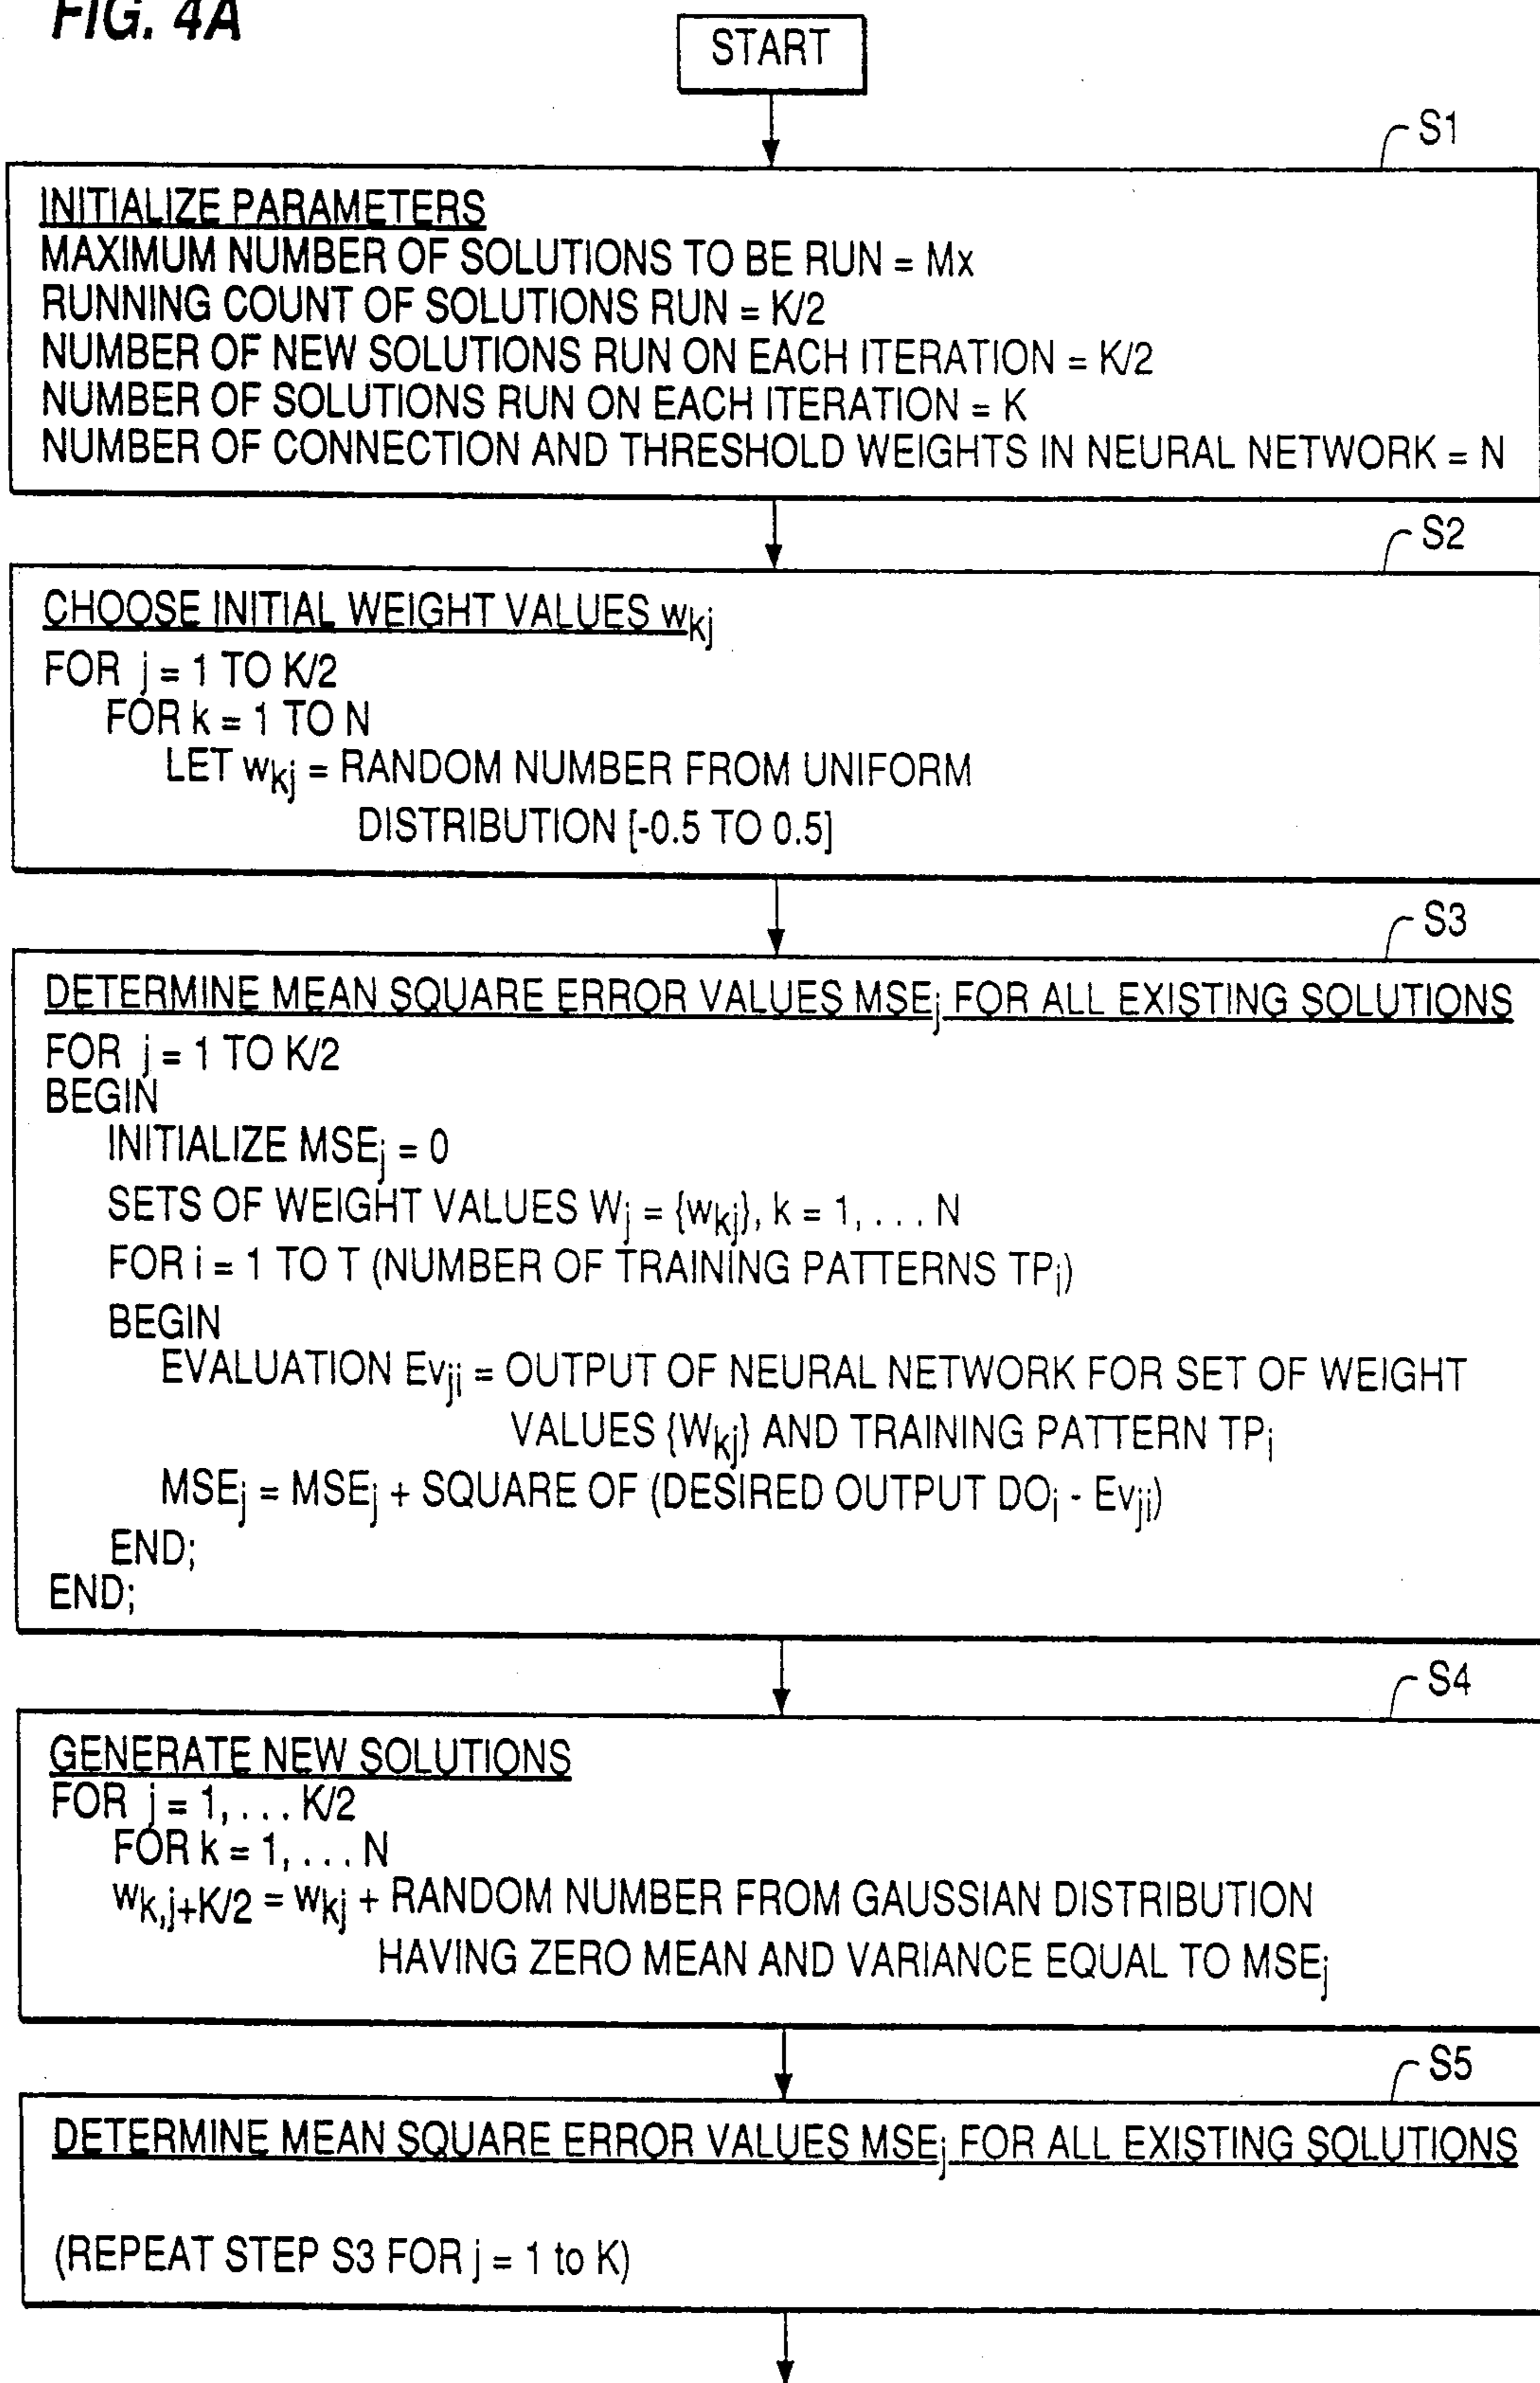 FIG. 4A
START
S1
INITIALIZE PARAMETERS
MAXIMUM NUMBER OF SOLUTIONS TO BE RUN = Mx
RUNNING COUNT OF SOLUTIONS RUN = K/2
NUMBER OF NEW SOLUTIONS RUN ON EACH ITERATION = K/2
NUMBER OF SOLUTIONS RUN ON EACH ITERATION = K
NUMBER OF CONNECTION AND THRESHOLD WEIGHTS IN NEURAL NETWORK = N
S2
CHOOSE INITIAL WEIGHT VALUES wkj
FOR j = 1 TO K/2
FOR k = 1 TO N
LET wkj = RANDOM NUMBER FROM UNIFORM
DISTRIBUTION [-0.5 TO 0.5]
S3
DETERMINE MEAN SQUARE ERROR VALUES MSEj FOR ALL EXISTING SOLUTIONS
FOR j = 1 TO K/2
BEGIN
INITIALIZE MSEj = 0
SETS OF WEIGHT VALUES Wj = {wkj}, k = 1, . . . N
FOR i = 1 TO T (NUMBER OF TRAINING PATTERNS TPi)
BEGIN
EVALUATION Evji = OUTPUT OF NEURAL NETWORK FOR SET OF WEIGHT
VALUES {Wkj} AND TRAINING PATTERN TPi
MSEj = MSEj + SQUARE OF (DESIRED OUTPUT DOi - Evji)
END;
END;
S4
GENERATE NEW SOLUTIONS
FOR j = 1, . . . K/2
FOR k = 1, . . . N
wk,j+K/2 = wkj + RANDOM NUMBER FROM GAUSSIAN DISTRIBUTION
HAVING ZERO MEAN AND VARIANCE EQUAL TO MSEj
S5
DETERMINE MEAN SQUARE ERROR VALUES MSEj FOR ALL EXISTING SOLUTIONS
(REPEAT STEP S3 FOR j = 1 to K)